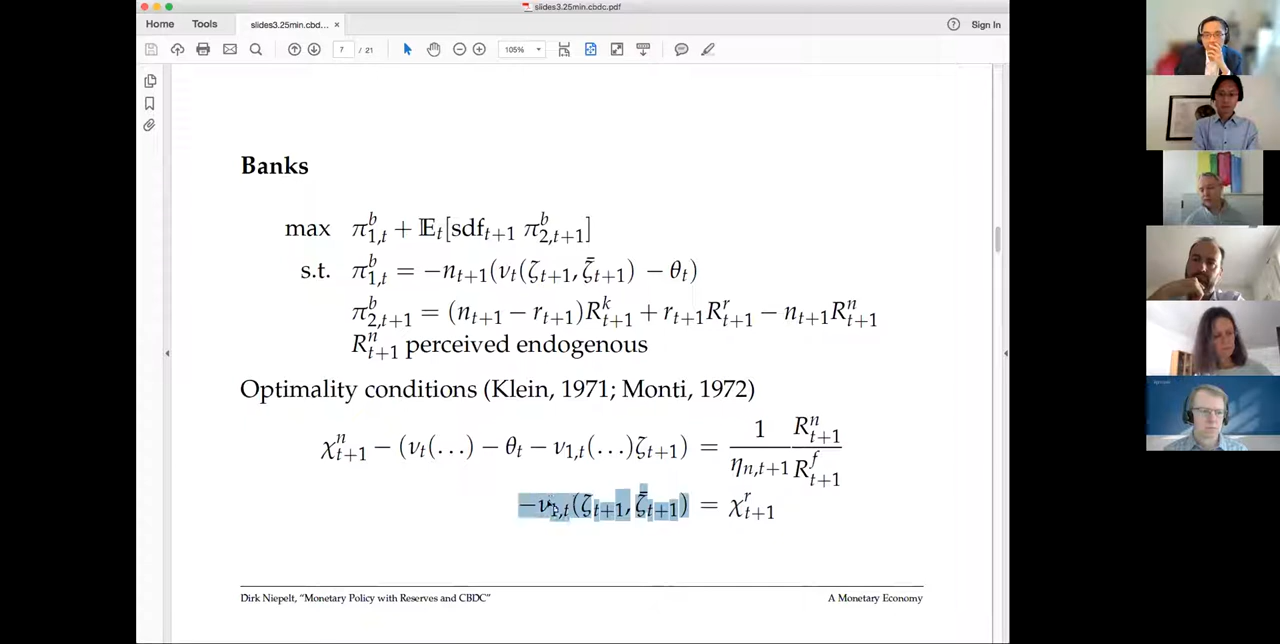 slides3.25min.cbdc.pdf
Home Tools slides3.25min.cbdc.... × Sign In
7 / 21 105%
Banks
max π^b_{1,t} + 𝔼_t[sdf_{t+1} π^b_{2,t+1}]
s.t. π^b_{1,t} = −n_{t+1}(ν_t(ζ_{t+1}, ζ̄_{t+1}) − θ_t)
π^b_{2,t+1} = (n_{t+1} − r_{t+1})R^k_{t+1} + r_{t+1}R^r_{t+1} − n_{t+1}R^n_{t+1}
R^n_{t+1} perceived endogenous
Optimality conditions (Klein, 1971; Monti, 1972)
χ^n_{t+1} − (ν_t(…) − θ_t − ν_{1,t}(…)ζ_{t+1}) = 1/η_{n,t+1} R^n_{t+1}/R^f_{t+1}
−ν_{1,t}(ζ_{t+1}, ζ̄_{t+1}) = χ^r_{t+1}
Dirk Niepelt, “Monetary Policy with Reserves and CBDC” A Monetary Economy